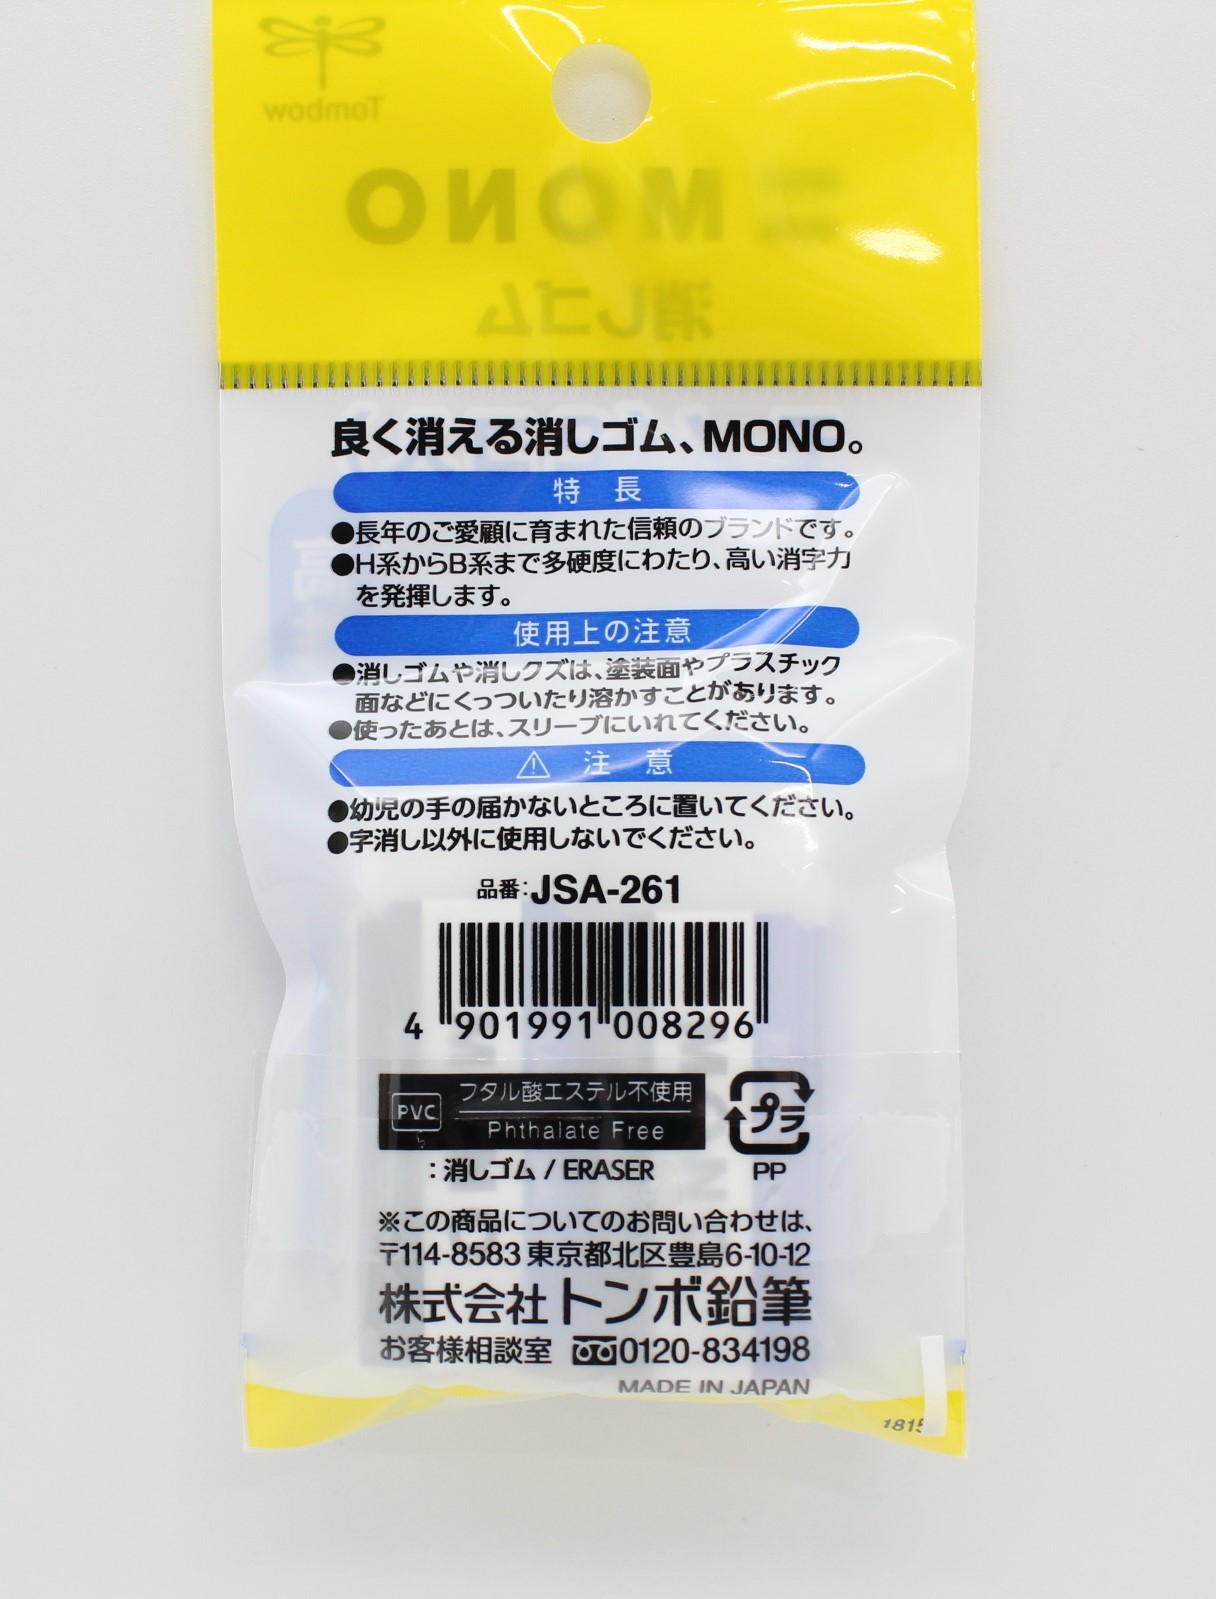 Tombow
MONO
消しゴム
良く消える消しゴム、MONO。
特 長
●長年のご愛顧に育まれた信頼のブランドです。
●H系からB系まで多硬度にわたり、高い消字力
を発揮します。
使用上の注意
●消しゴムや消しクズは、塗装面やプラスチック
面などにくっついたり溶かすことがあります。
●使ったあとは、スリーブにいれてください。
⚠ 注 意
●幼児の手の届かないところに置いてください。
●字消し以外に使用しないでください。
品番:JSA-261
4 901991 008296
PVC フタル酸エステル不使用
Phthalate Free
プラ
: 消しゴム / ERASER
PP
※この商品についてのお問い合わせは、
〒114-8583 東京都北区豊島6-10-12
株式会社トンボ鉛筆
お客様相談室 0120-834198
MADE IN JAPAN